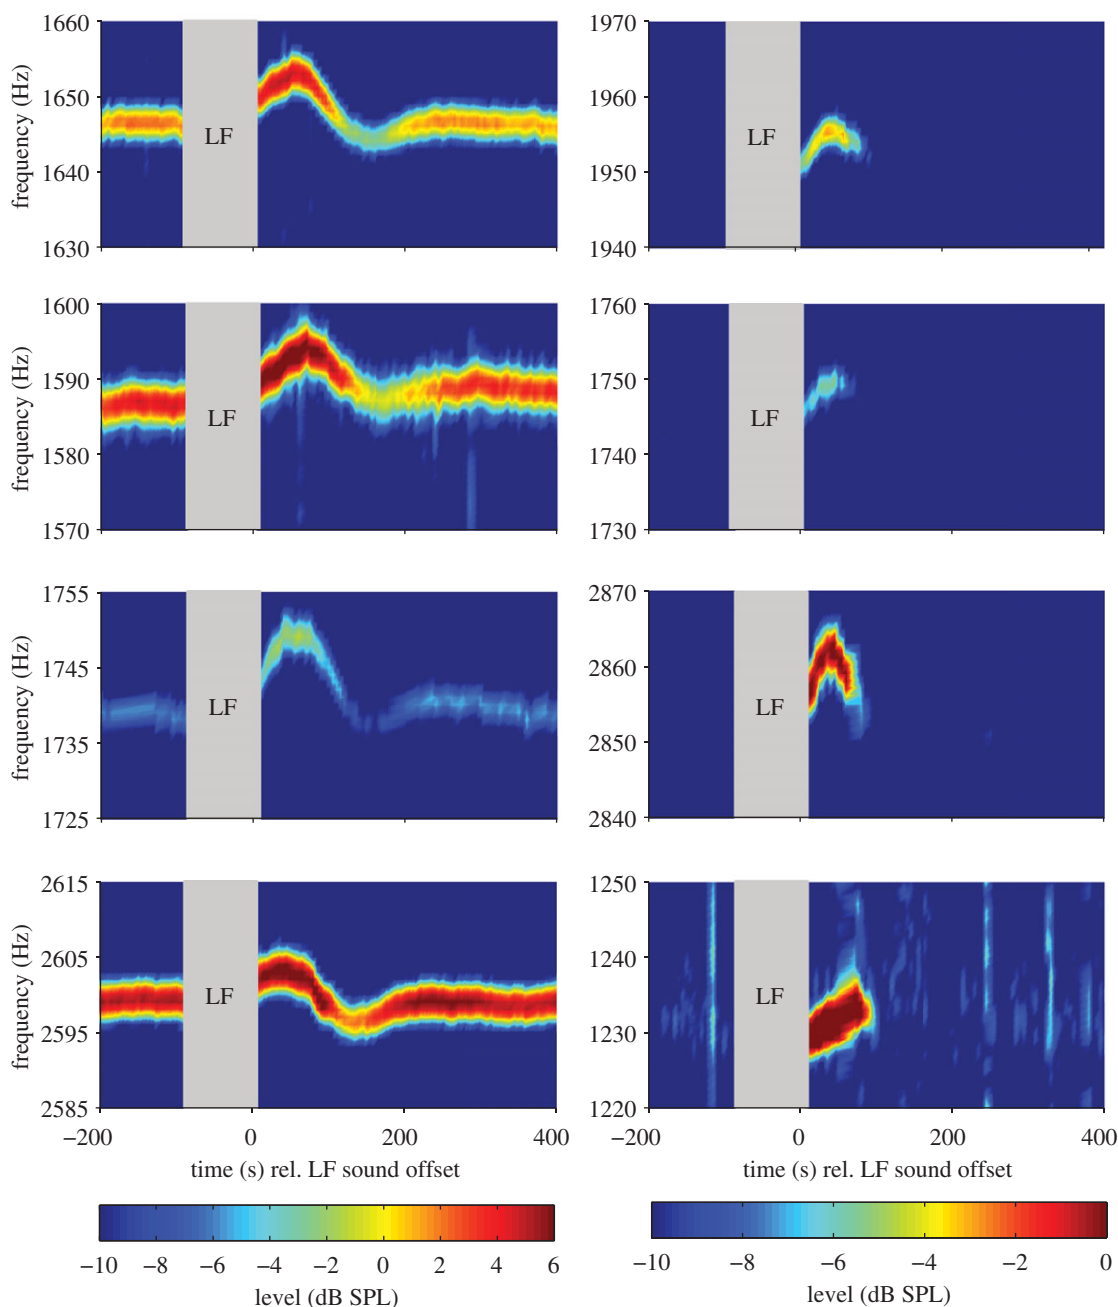 1660
1650
1640
1630
frequency (Hz)
LF
1970
1960
1950
1940
LF
1600
1590
1580
1570
frequency (Hz)
LF
1760
1750
1740
1730
LF
1755
1745
1735
1725
frequency (Hz)
LF
2870
2860
2850
2840
LF
2615
2605
2595
2585
frequency (Hz)
LF
−200 0 200 400
time (s) rel. LF sound offset
1250
1240
1230
1220
LF
−200 0 200 400
time (s) rel. LF sound offset
−10 −8 −6 −4 −2 0 2 4 6
level (dB SPL)
−10 −8 −6 −4 −2 0
level (dB SPL)